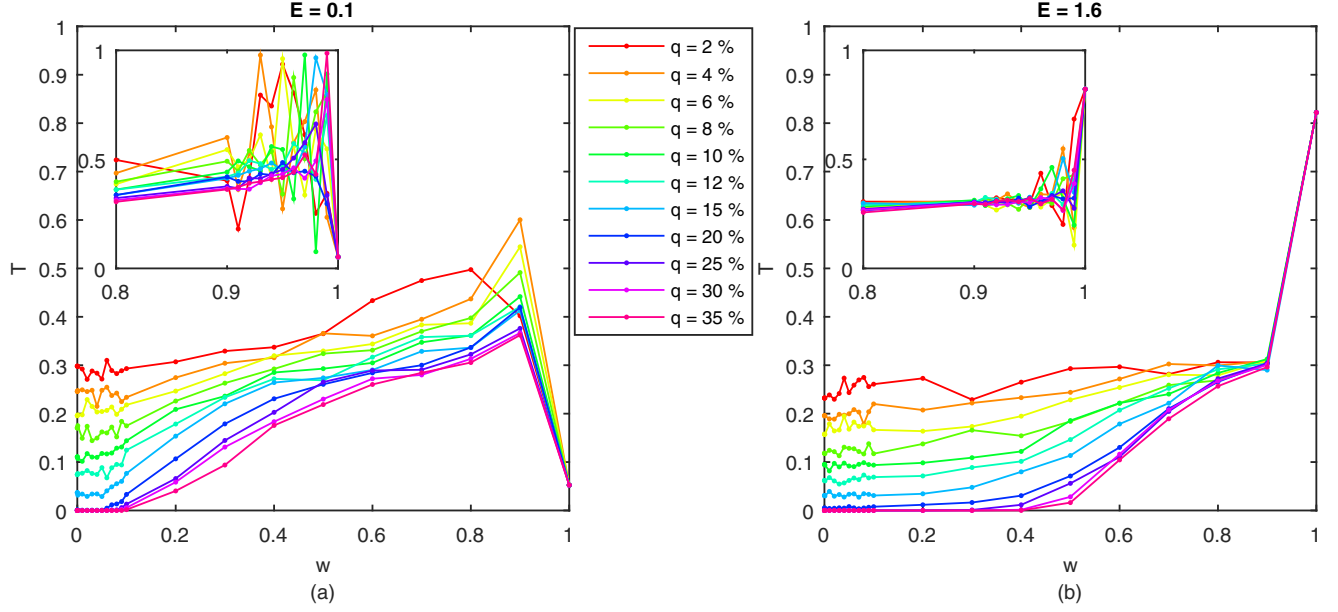 E = 0.1
1
0.9
0.8
0.7
0.6
0.5
0.4
0.3
0.2
0.1
0
T
0 0.2 0.4 0.6 0.8 1
w
(a)
1
0.5
0
0.8 0.9 1
q = 2 %
q = 4 %
q = 6 %
q = 8 %
q = 10 %
q = 12 %
q = 15 %
q = 20 %
q = 25 %
q = 30 %
q = 35 %
E = 1.6
1
0.9
0.8
0.7
0.6
0.5
0.4
0.3
0.2
0.1
0
T
0 0.2 0.4 0.6 0.8 1
w
(b)
1
0.5
0
0.8 0.9 1